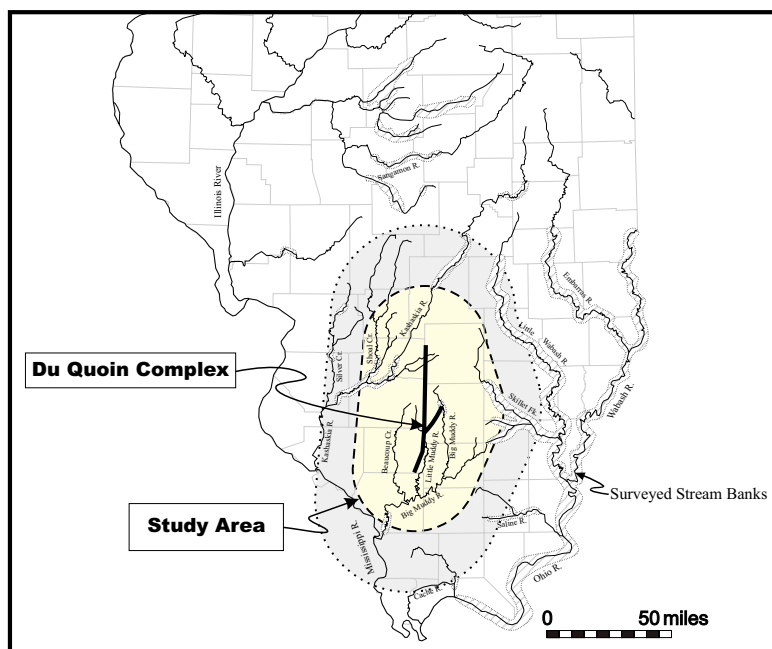 Sangamon R.
Illinois River
Embarras R.
Kaskaskia R.
Little
Wabash R.
Shoal Cr.
Silver Cr.
Du Quoin Complex
Wabash R.
Skillet Fk.
Kaskaskia R.
Beaucoup Cr.
Little Muddy R.
Big Muddy R.
Surveyed Stream Banks
Big Muddy R.
Study Area
Saline R.
Mississippi R.
Ohio R.
Cache R.
0 50 miles